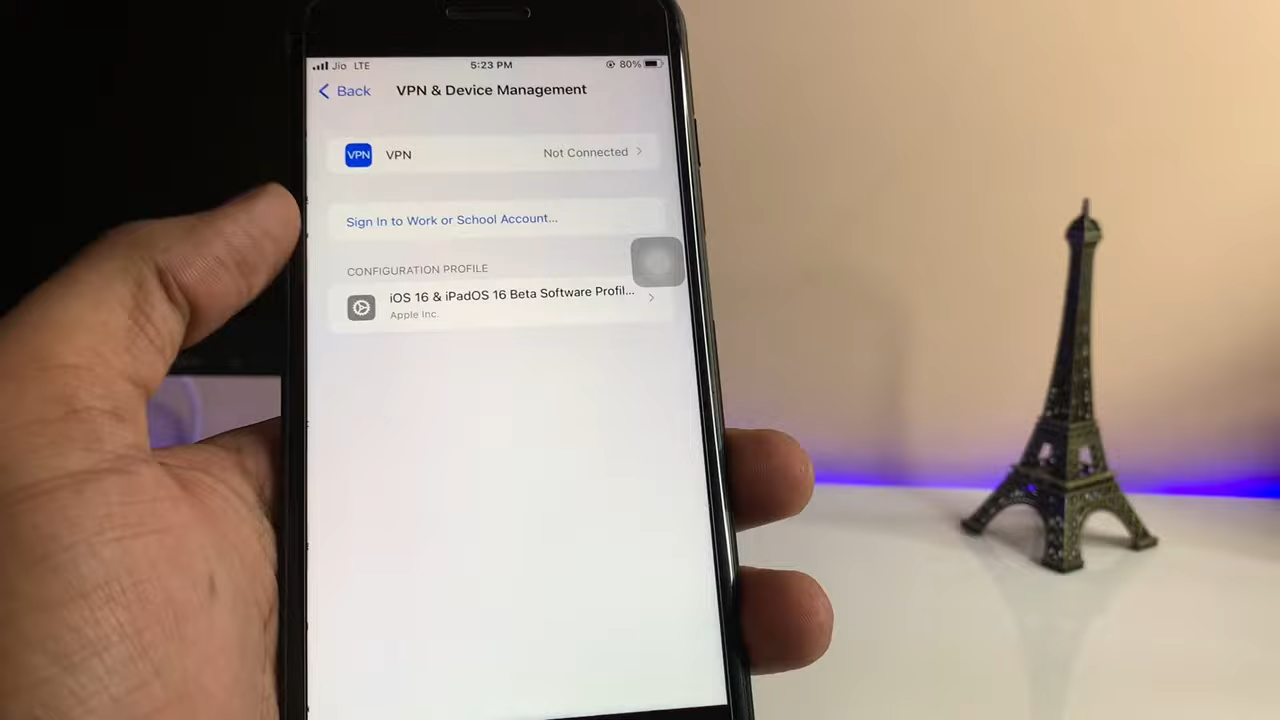 Jio LTE 5:23 PM 80%
Back VPN & Device Management
VPN VPN Not Connected
Sign In to Work or School Account...
CONFIGURATION PROFILE
iOS 16 & iPadOS 16 Beta Software Profil...
Apple Inc.